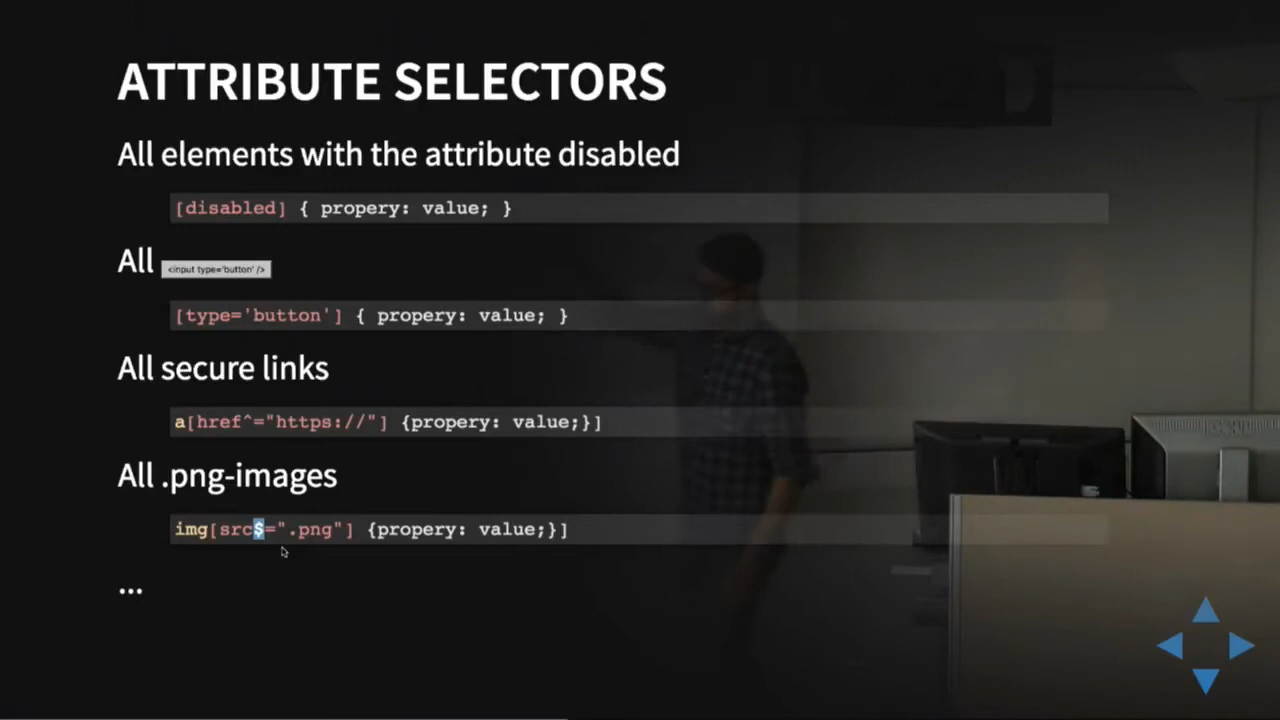 ATTRIBUTE SELECTORS
All elements with the attribute disabled
[disabled] { propery: value; }
All <input type='button' />
[type='button'] { propery: value; }
All secure links
a[href^="https://"] {propery: value;}]
All .png-images
img[src$=".png"] {propery: value;}]
...